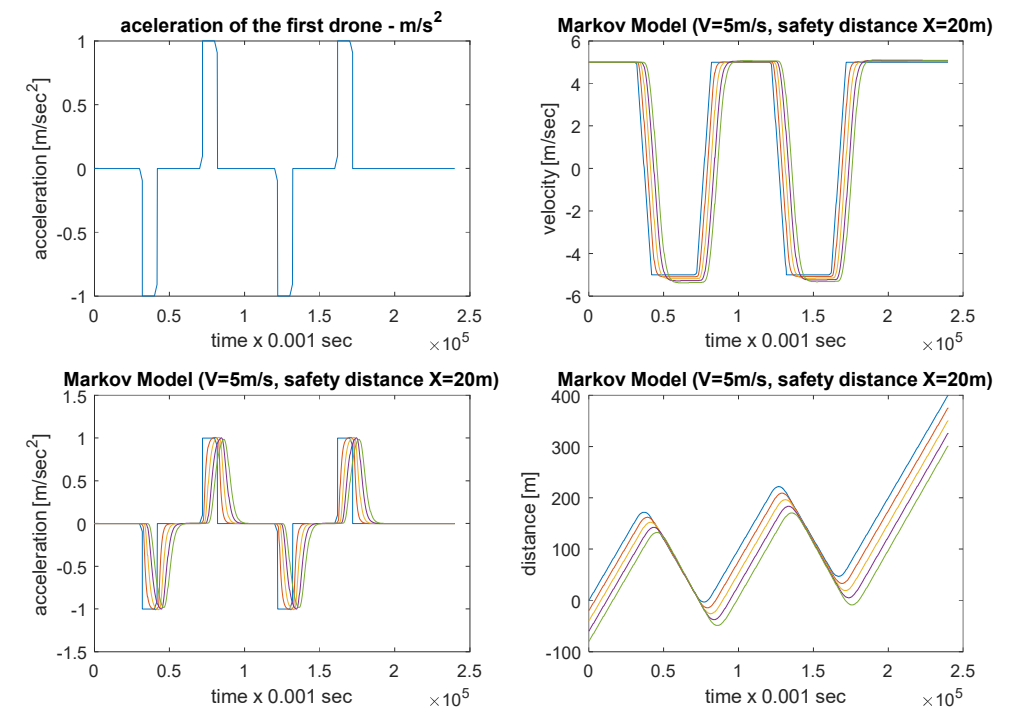 aceleration of the first drone - m/s2
1
0.5
0
-0.5
-1
acceleration [m/sec2]
0 0.5 1 1.5 2 2.5
time x 0.001 sec
×105
Markov Model (V=5m/s, safety distance X=20m)
6
4
2
0
-2
-4
-6
velocity [m/sec]
0 0.5 1 1.5 2 2.5
time x 0.001 sec
×105
Markov Model (V=5m/s, safety distance X=20m)
1.5
1
0.5
0
-0.5
-1
-1.5
acceleration [m/sec2]
0 0.5 1 1.5 2 2.5
time x 0.001 sec
×105
Markov Model (V=5m/s, safety distance X=20m)
400
300
200
100
0
-100
distance [m]
0 0.5 1 1.5 2 2.5
time x 0.001 sec
×105